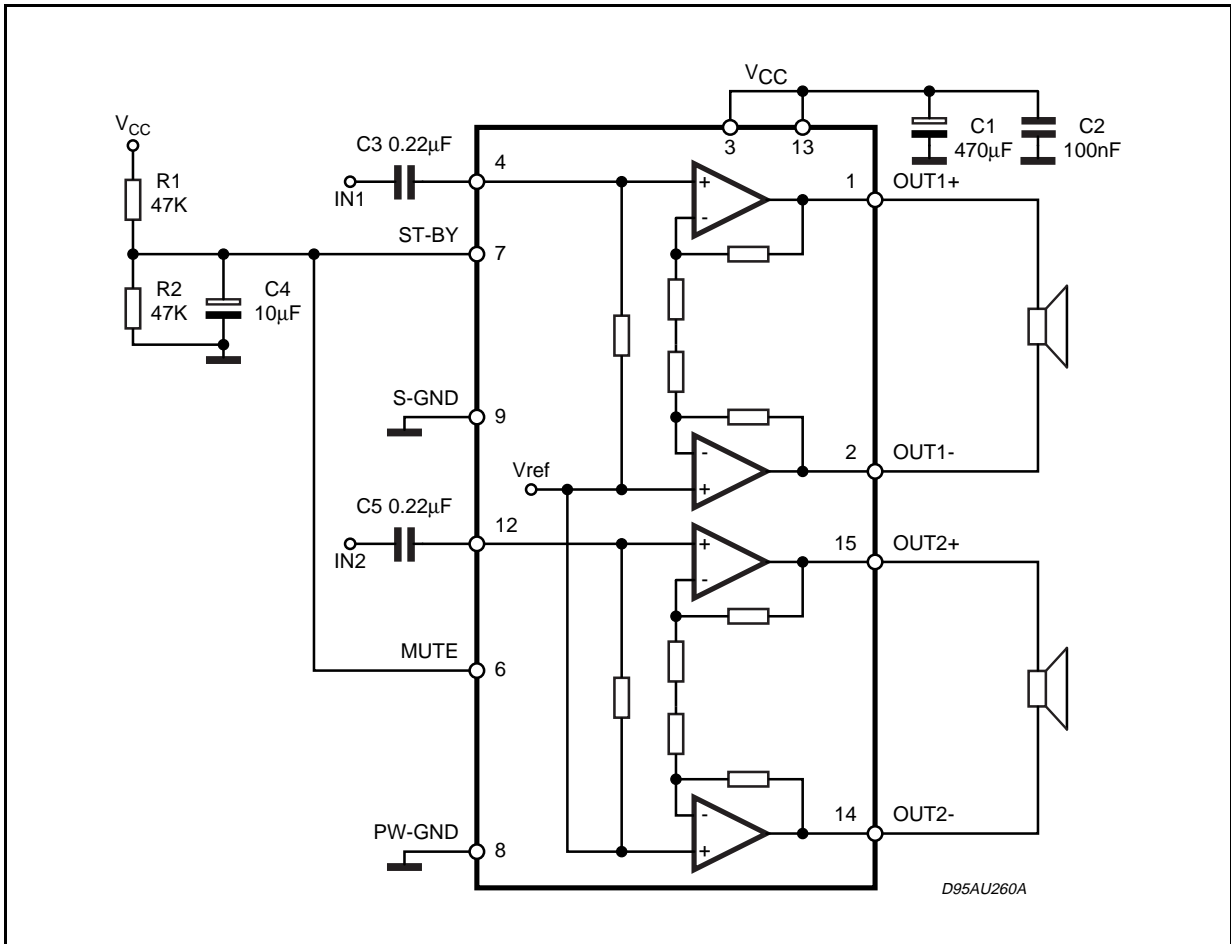 VCC
VCC
C3 0.22µF
IN1
4
3
13
C1
470µF
C2
100nF
R1
47K
1
OUT1+
+
-
ST-BY
7
R2
47K
C4
10µF
S-GND
9
-
+
2
OUT1-
Vref
C5 0.22µF
IN2
12
+
-
15
OUT2+
MUTE
6
-
+
14
OUT2-
PW-GND
8
D95AU260A